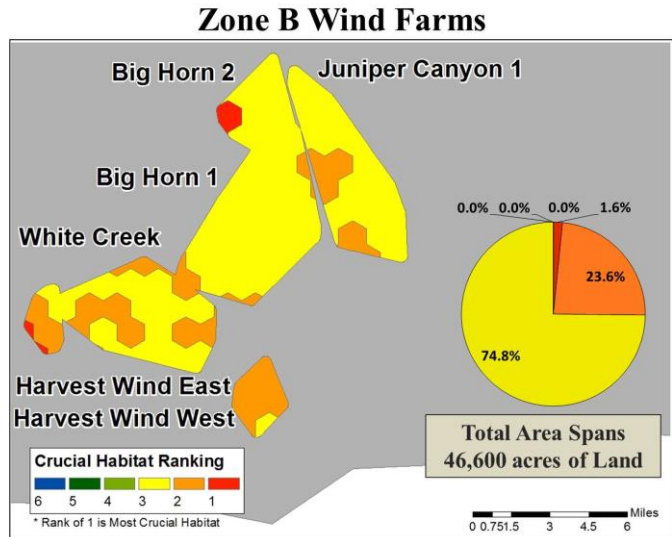 Zone B Wind Farms
Big Horn 2
Juniper Canyon 1
Big Horn 1
White Creek
0.0%
0.0%
0.0%
1.6%
23.6%
74.8%
Harvest Wind East
Harvest Wind West
Total Area Spans
46,600 acres of Land
Crucial Habitat Ranking
6 5 4 3 2 1
* Rank of 1 is Most Crucial Habitat
Miles
0 0.751.5 3 4.5 6